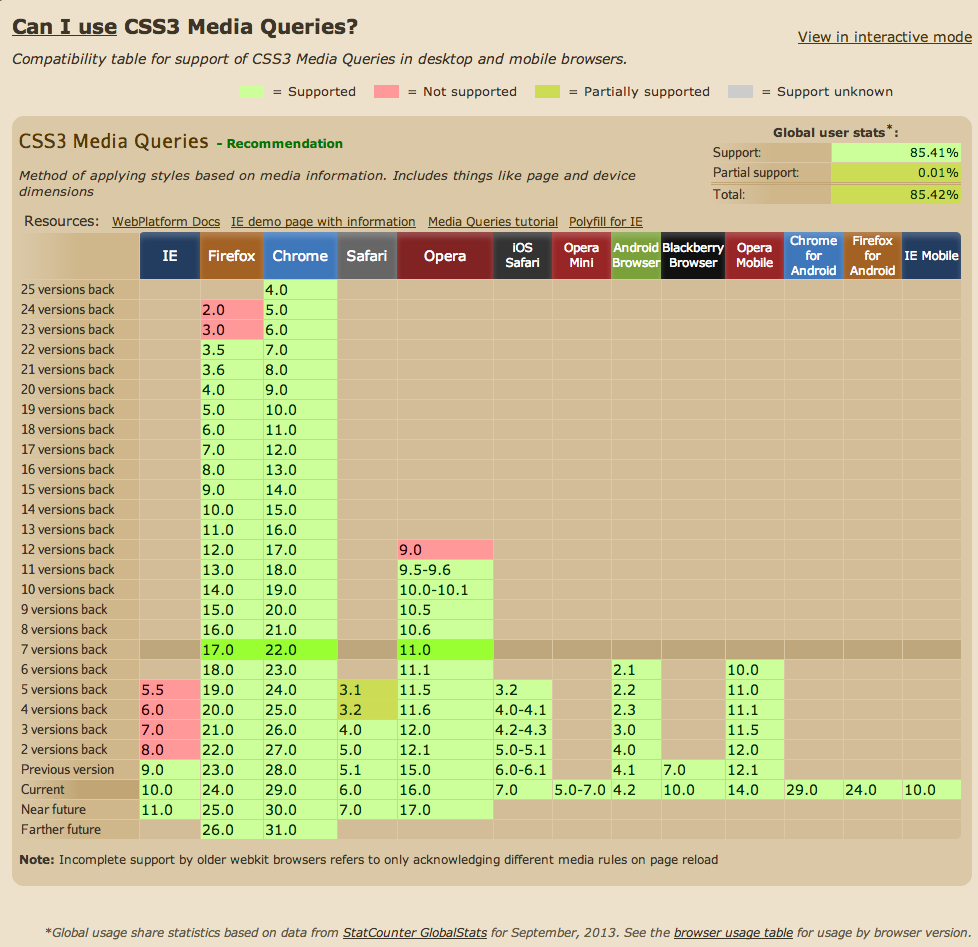 Can I use CSS3 Media Queries?
View in interactive mode
Compatibility table for support of CSS3 Media Queries in desktop and mobile browsers.
= Supported = Not supported = Partially supported = Support unknown
CSS3 Media Queries - Recommendation
Method of applying styles based on media information. Includes things like page and device
dimensions
Global user stats*:
Support: 85.41%
Partial support: 0.01%
Total: 85.42%
Resources: WebPlatform Docs IE demo page with information Media Queries tutorial Polyfill for IE
IE Firefox Chrome Safari Opera iOS Safari Opera Mini Android Browser Blackberry Browser Opera Mobile Chrome for Android Firefox for Android IE Mobile
25 versions back 4.0
24 versions back 2.0 5.0
23 versions back 3.0 6.0
22 versions back 3.5 7.0
21 versions back 3.6 8.0
20 versions back 4.0 9.0
19 versions back 5.0 10.0
18 versions back 6.0 11.0
17 versions back 7.0 12.0
16 versions back 8.0 13.0
15 versions back 9.0 14.0
14 versions back 10.0 15.0
13 versions back 11.0 16.0
12 versions back 12.0 17.0 9.0
11 versions back 13.0 18.0 9.5-9.6
10 versions back 14.0 19.0 10.0-10.1
9 versions back 15.0 20.0 10.5
8 versions back 16.0 21.0 10.6
7 versions back 17.0 22.0 11.0
6 versions back 18.0 23.0 11.1 2.1 10.0
5 versions back 5.5 19.0 24.0 3.1 11.5 3.2 2.2 11.0
4 versions back 6.0 20.0 25.0 3.2 11.6 4.0-4.1 2.3 11.1
3 versions back 7.0 21.0 26.0 4.0 12.0 4.2-4.3 3.0 11.5
2 versions back 8.0 22.0 27.0 5.0 12.1 5.0-5.1 4.0 12.0
Previous version 9.0 23.0 28.0 5.1 15.0 6.0-6.1 4.1 7.0 12.1
Current 10.0 24.0 29.0 6.0 16.0 7.0 5.0-7.0 4.2 10.0 14.0 29.0 24.0 10.0
Near future 11.0 25.0 30.0 7.0 17.0
Farther future 26.0 31.0
Note: Incomplete support by older webkit browsers refers to only acknowledging different media rules on page reload
*Global usage share statistics based on data from StatCounter GlobalStats for September, 2013. See the browser usage table for usage by browser version.